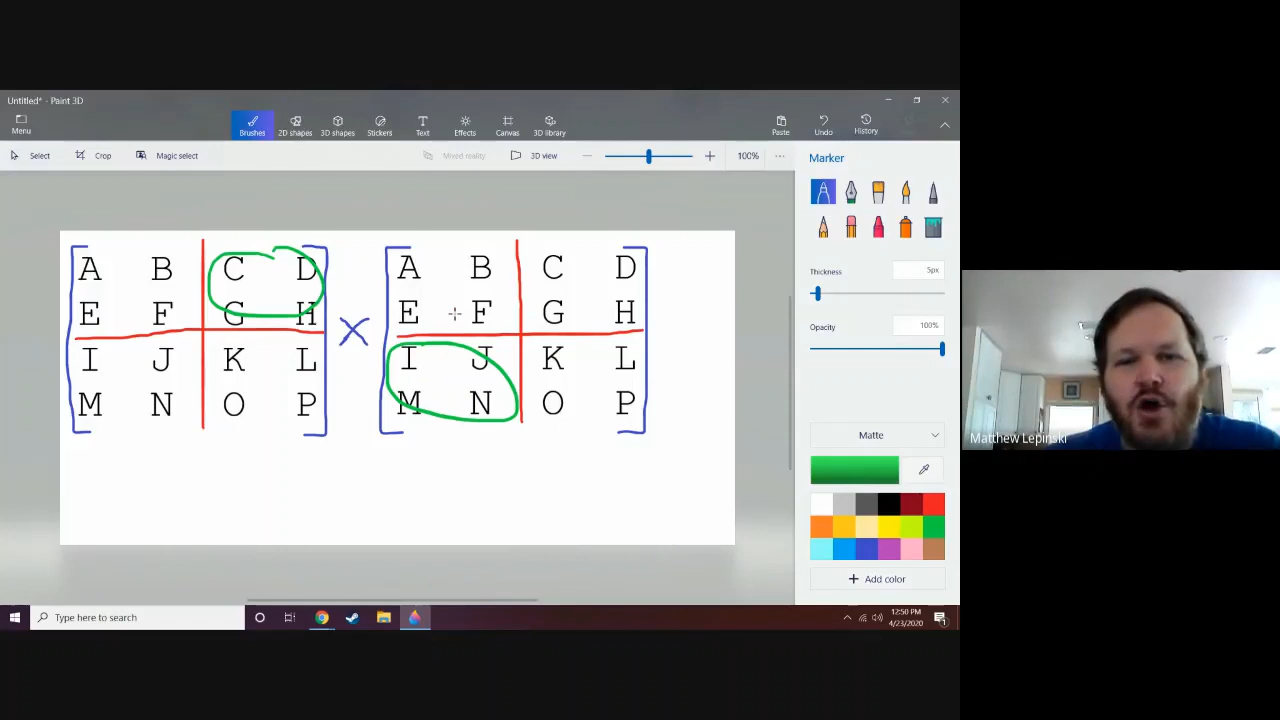 Untitled* - Paint 3D
Menu
Brushes 2D shapes 3D shapes Stickers Text Effects Canvas 3D library Paste Undo History
Select Crop Magic select Mixed reality 3D view 100% ...
Marker
Thickness 5px
Opacity 100%
Matte
Add color
A B C D
E F G H
I J K L
M N O P
×
A B C D
E F G H
I J K L
M N O P
Matthew Lepinski
Type here to search
12:50 PM
4/23/2020
1